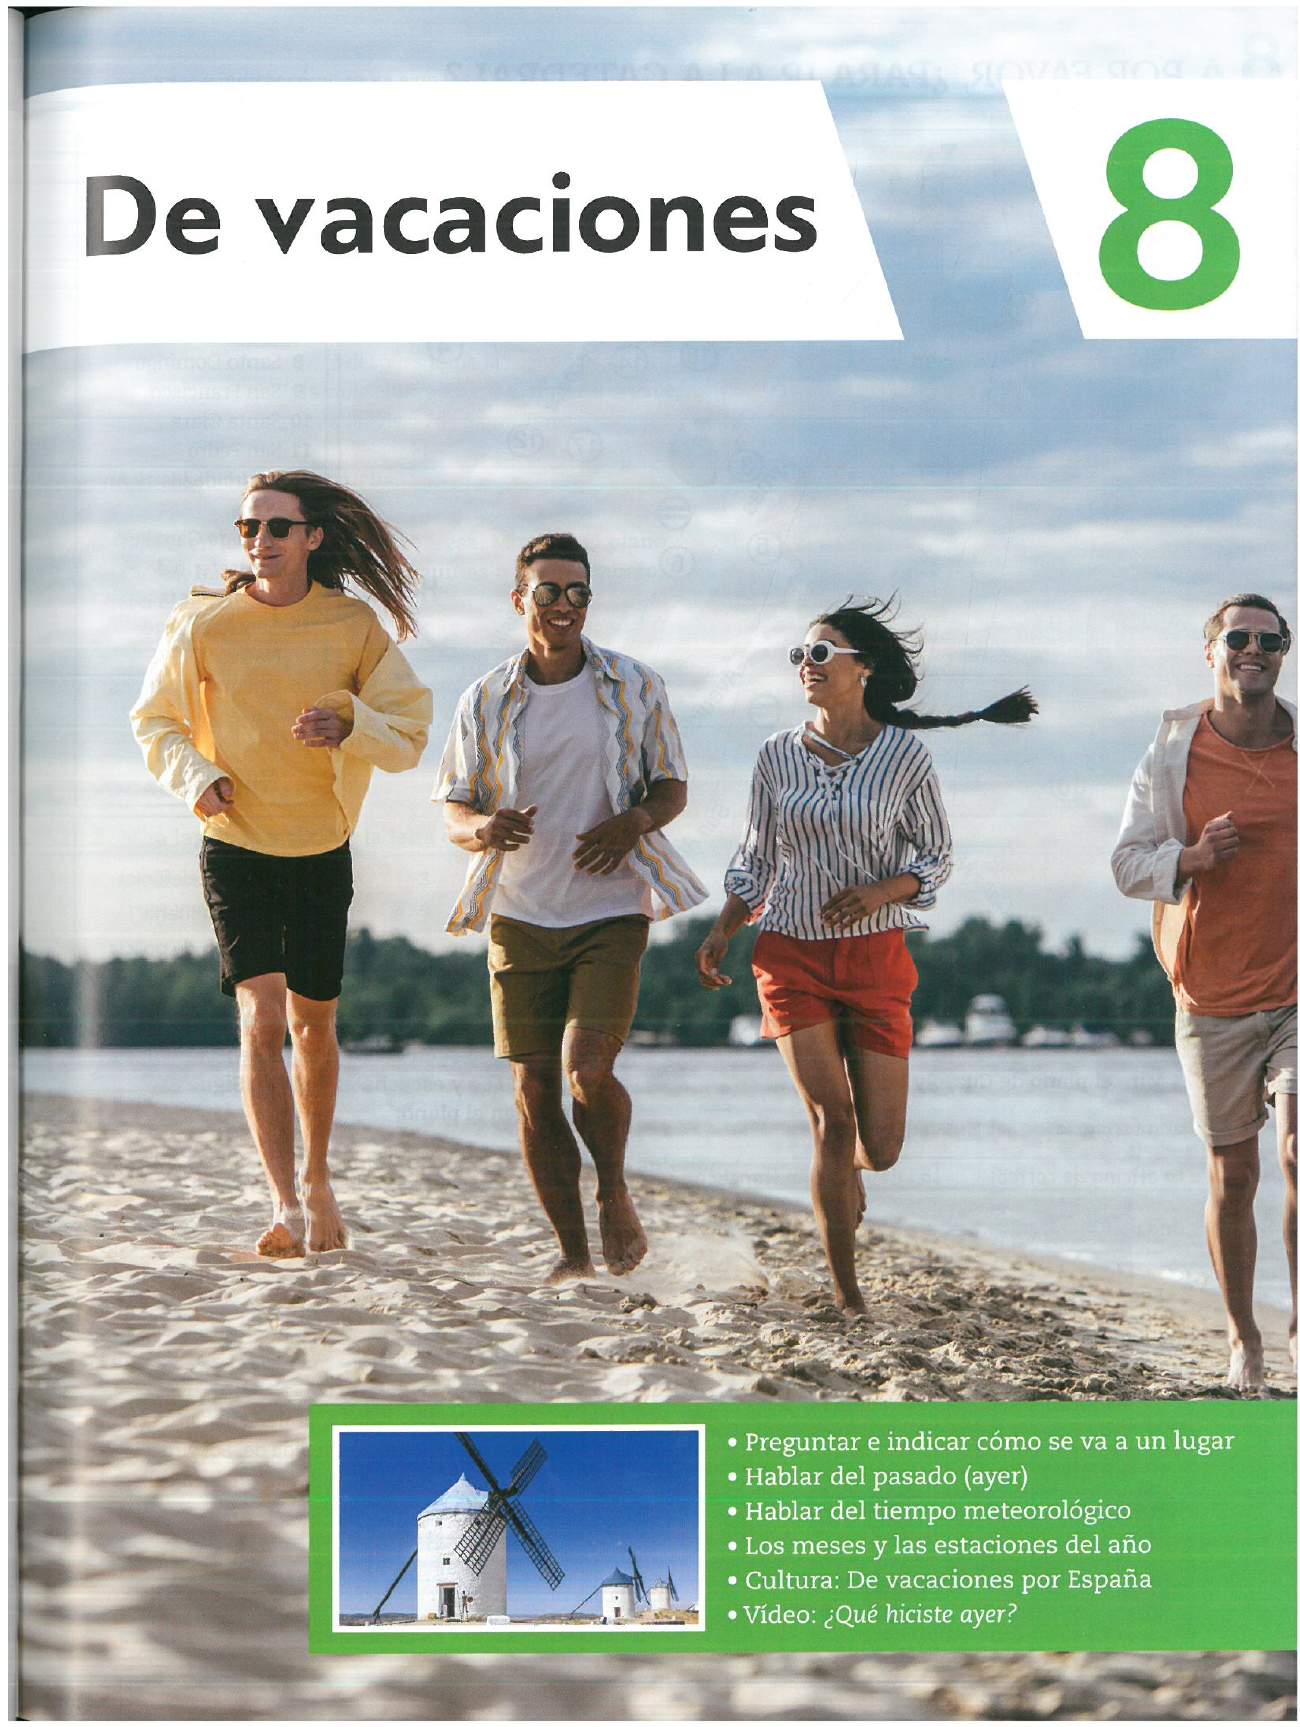 De vacaciones
8
• Preguntar e indicar cómo se va a un lugar
• Hablar del pasado (ayer)
• Hablar del tiempo meteorológico
• Los meses y las estaciones del año
• Cultura: De vacaciones por España
• Vídeo: ¿Qué hiciste ayer?